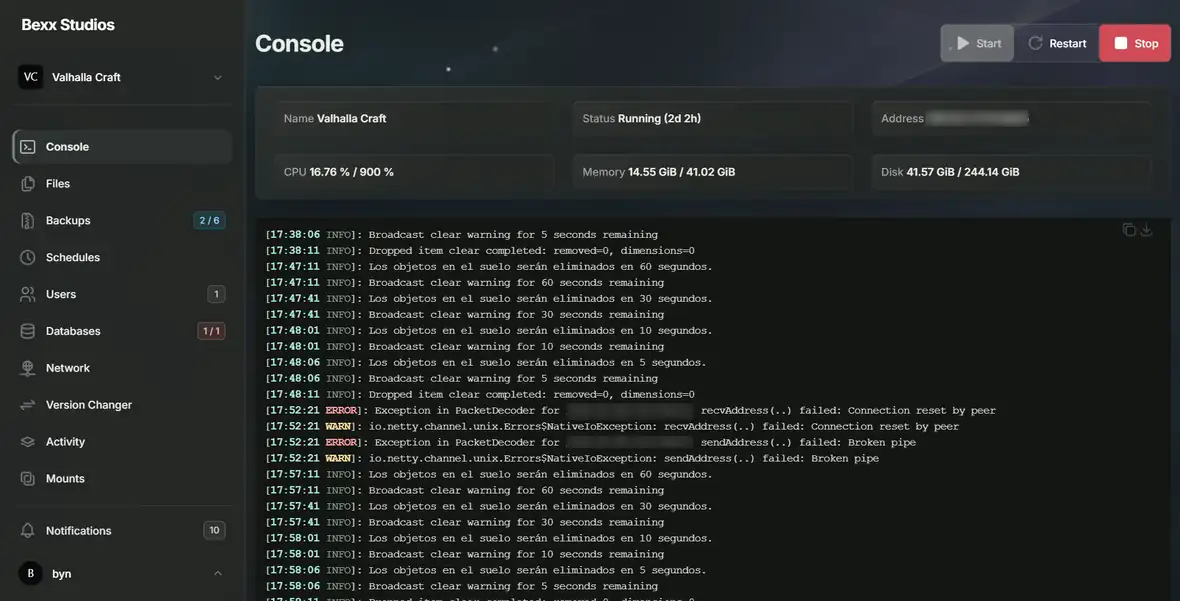 Bexx Studios
VC Valhalla Craft
Console
Files
Backups 2 / 6
Schedules
Users 1
Databases 1 / 1
Network
Version Changer
Activity
Mounts
Notifications 10
B byn
Console
Start Restart Stop
Name Valhalla Craft
Status Running (2d 2h)
Address
CPU 16.76 % / 900 %
Memory 14.55 GiB / 41.02 GiB
Disk 41.57 GiB / 244.14 GiB
[17:38:06 INFO]: Broadcast clear warning for 5 seconds remaining
[17:38:11 INFO]: Dropped item clear completed: removed=0, dimensions=0
[17:47:11 INFO]: Los objetos en el suelo serán eliminados en 60 segundos.
[17:47:11 INFO]: Broadcast clear warning for 60 seconds remaining
[17:47:41 INFO]: Los objetos en el suelo serán eliminados en 30 segundos.
[17:47:41 INFO]: Broadcast clear warning for 30 seconds remaining
[17:48:01 INFO]: Los objetos en el suelo serán eliminados en 10 segundos.
[17:48:01 INFO]: Broadcast clear warning for 10 seconds remaining
[17:48:06 INFO]: Los objetos en el suelo serán eliminados en 5 segundos.
[17:48:06 INFO]: Broadcast clear warning for 5 seconds remaining
[17:48:11 INFO]: Dropped item clear completed: removed=0, dimensions=0
[17:52:21 ERROR]: Exception in PacketDecoder for recvAddress(..) failed: Connection reset by peer
[17:52:21 WARN]: io.netty.channel.unix.Errors$NativeIoException: recvAddress(..) failed: Connection reset by peer
[17:52:21 ERROR]: Exception in PacketDecoder for sendAddress(..) failed: Broken pipe
[17:52:21 WARN]: io.netty.channel.unix.Errors$NativeIoException: sendAddress(..) failed: Broken pipe
[17:57:11 INFO]: Los objetos en el suelo serán eliminados en 60 segundos.
[17:57:11 INFO]: Broadcast clear warning for 60 seconds remaining
[17:57:41 INFO]: Los objetos en el suelo serán eliminados en 30 segundos.
[17:57:41 INFO]: Broadcast clear warning for 30 seconds remaining
[17:58:01 INFO]: Los objetos en el suelo serán eliminados en 10 segundos.
[17:58:01 INFO]: Broadcast clear warning for 10 seconds remaining
[17:58:06 INFO]: Los objetos en el suelo serán eliminados en 5 segundos.
[17:58:06 INFO]: Broadcast clear warning for 5 seconds remaining